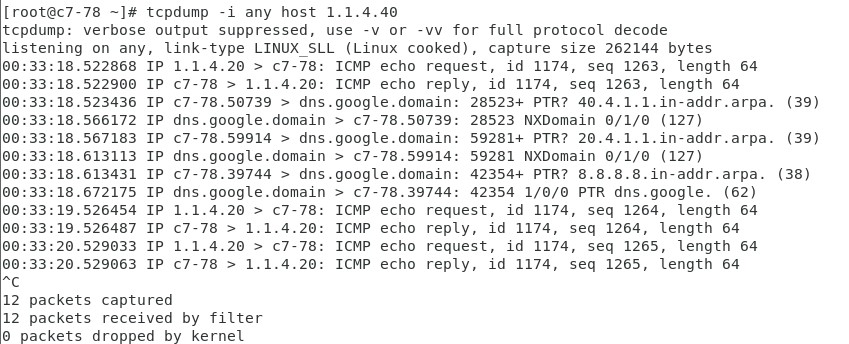 [root@c7-78 ~]# tcpdump -i any host 1.1.4.40
tcpdump: verbose output suppressed, use -v or -vv for full protocol decode
listening on any, link-type LINUX_SLL (Linux cooked), capture size 262144 bytes
00:33:18.522868 IP 1.1.4.20 > c7-78: ICMP echo request, id 1174, seq 1263, length 64
00:33:18.522900 IP c7-78 > 1.1.4.20: ICMP echo reply, id 1174, seq 1263, length 64
00:33:18.523436 IP c7-78.50739 > dns.google.domain: 28523+ PTR? 40.4.1.1.in-addr.arpa. (39)
00:33:18.566172 IP dns.google.domain > c7-78.50739: 28523 NXDomain 0/1/0 (127)
00:33:18.567183 IP c7-78.59914 > dns.google.domain: 59281+ PTR? 20.4.1.1.in-addr.arpa. (39)
00:33:18.613113 IP dns.google.domain > c7-78.59914: 59281 NXDomain 0/1/0 (127)
00:33:18.613431 IP c7-78.39744 > dns.google.domain: 42354+ PTR? 8.8.8.8.in-addr.arpa. (38)
00:33:18.672175 IP dns.google.domain > c7-78.39744: 42354 1/0/0 PTR dns.google. (62)
00:33:19.526454 IP 1.1.4.20 > c7-78: ICMP echo request, id 1174, seq 1264, length 64
00:33:19.526487 IP c7-78 > 1.1.4.20: ICMP echo reply, id 1174, seq 1264, length 64
00:33:20.529033 IP 1.1.4.20 > c7-78: ICMP echo request, id 1174, seq 1265, length 64
00:33:20.529063 IP c7-78 > 1.1.4.20: ICMP echo reply, id 1174, seq 1265, length 64
^C
12 packets captured
12 packets received by filter
0 packets dropped by kernel